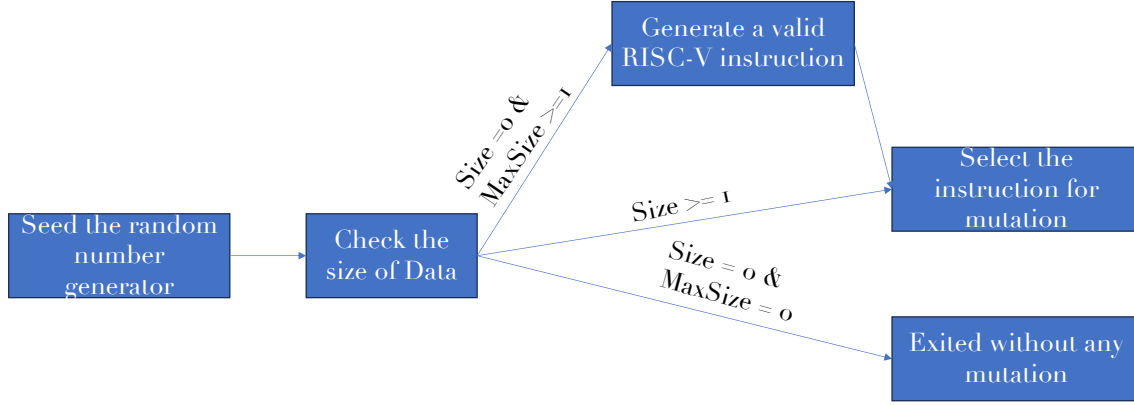 Seed the random
number
generator
Check the
size of Data
Size =0 &
MaxSize >=1
Generate a valid
RISC-V instruction
Size >= 1
Select the
instruction for
mutation
Size = 0 &
MaxSize = 0
Exited without any
mutation